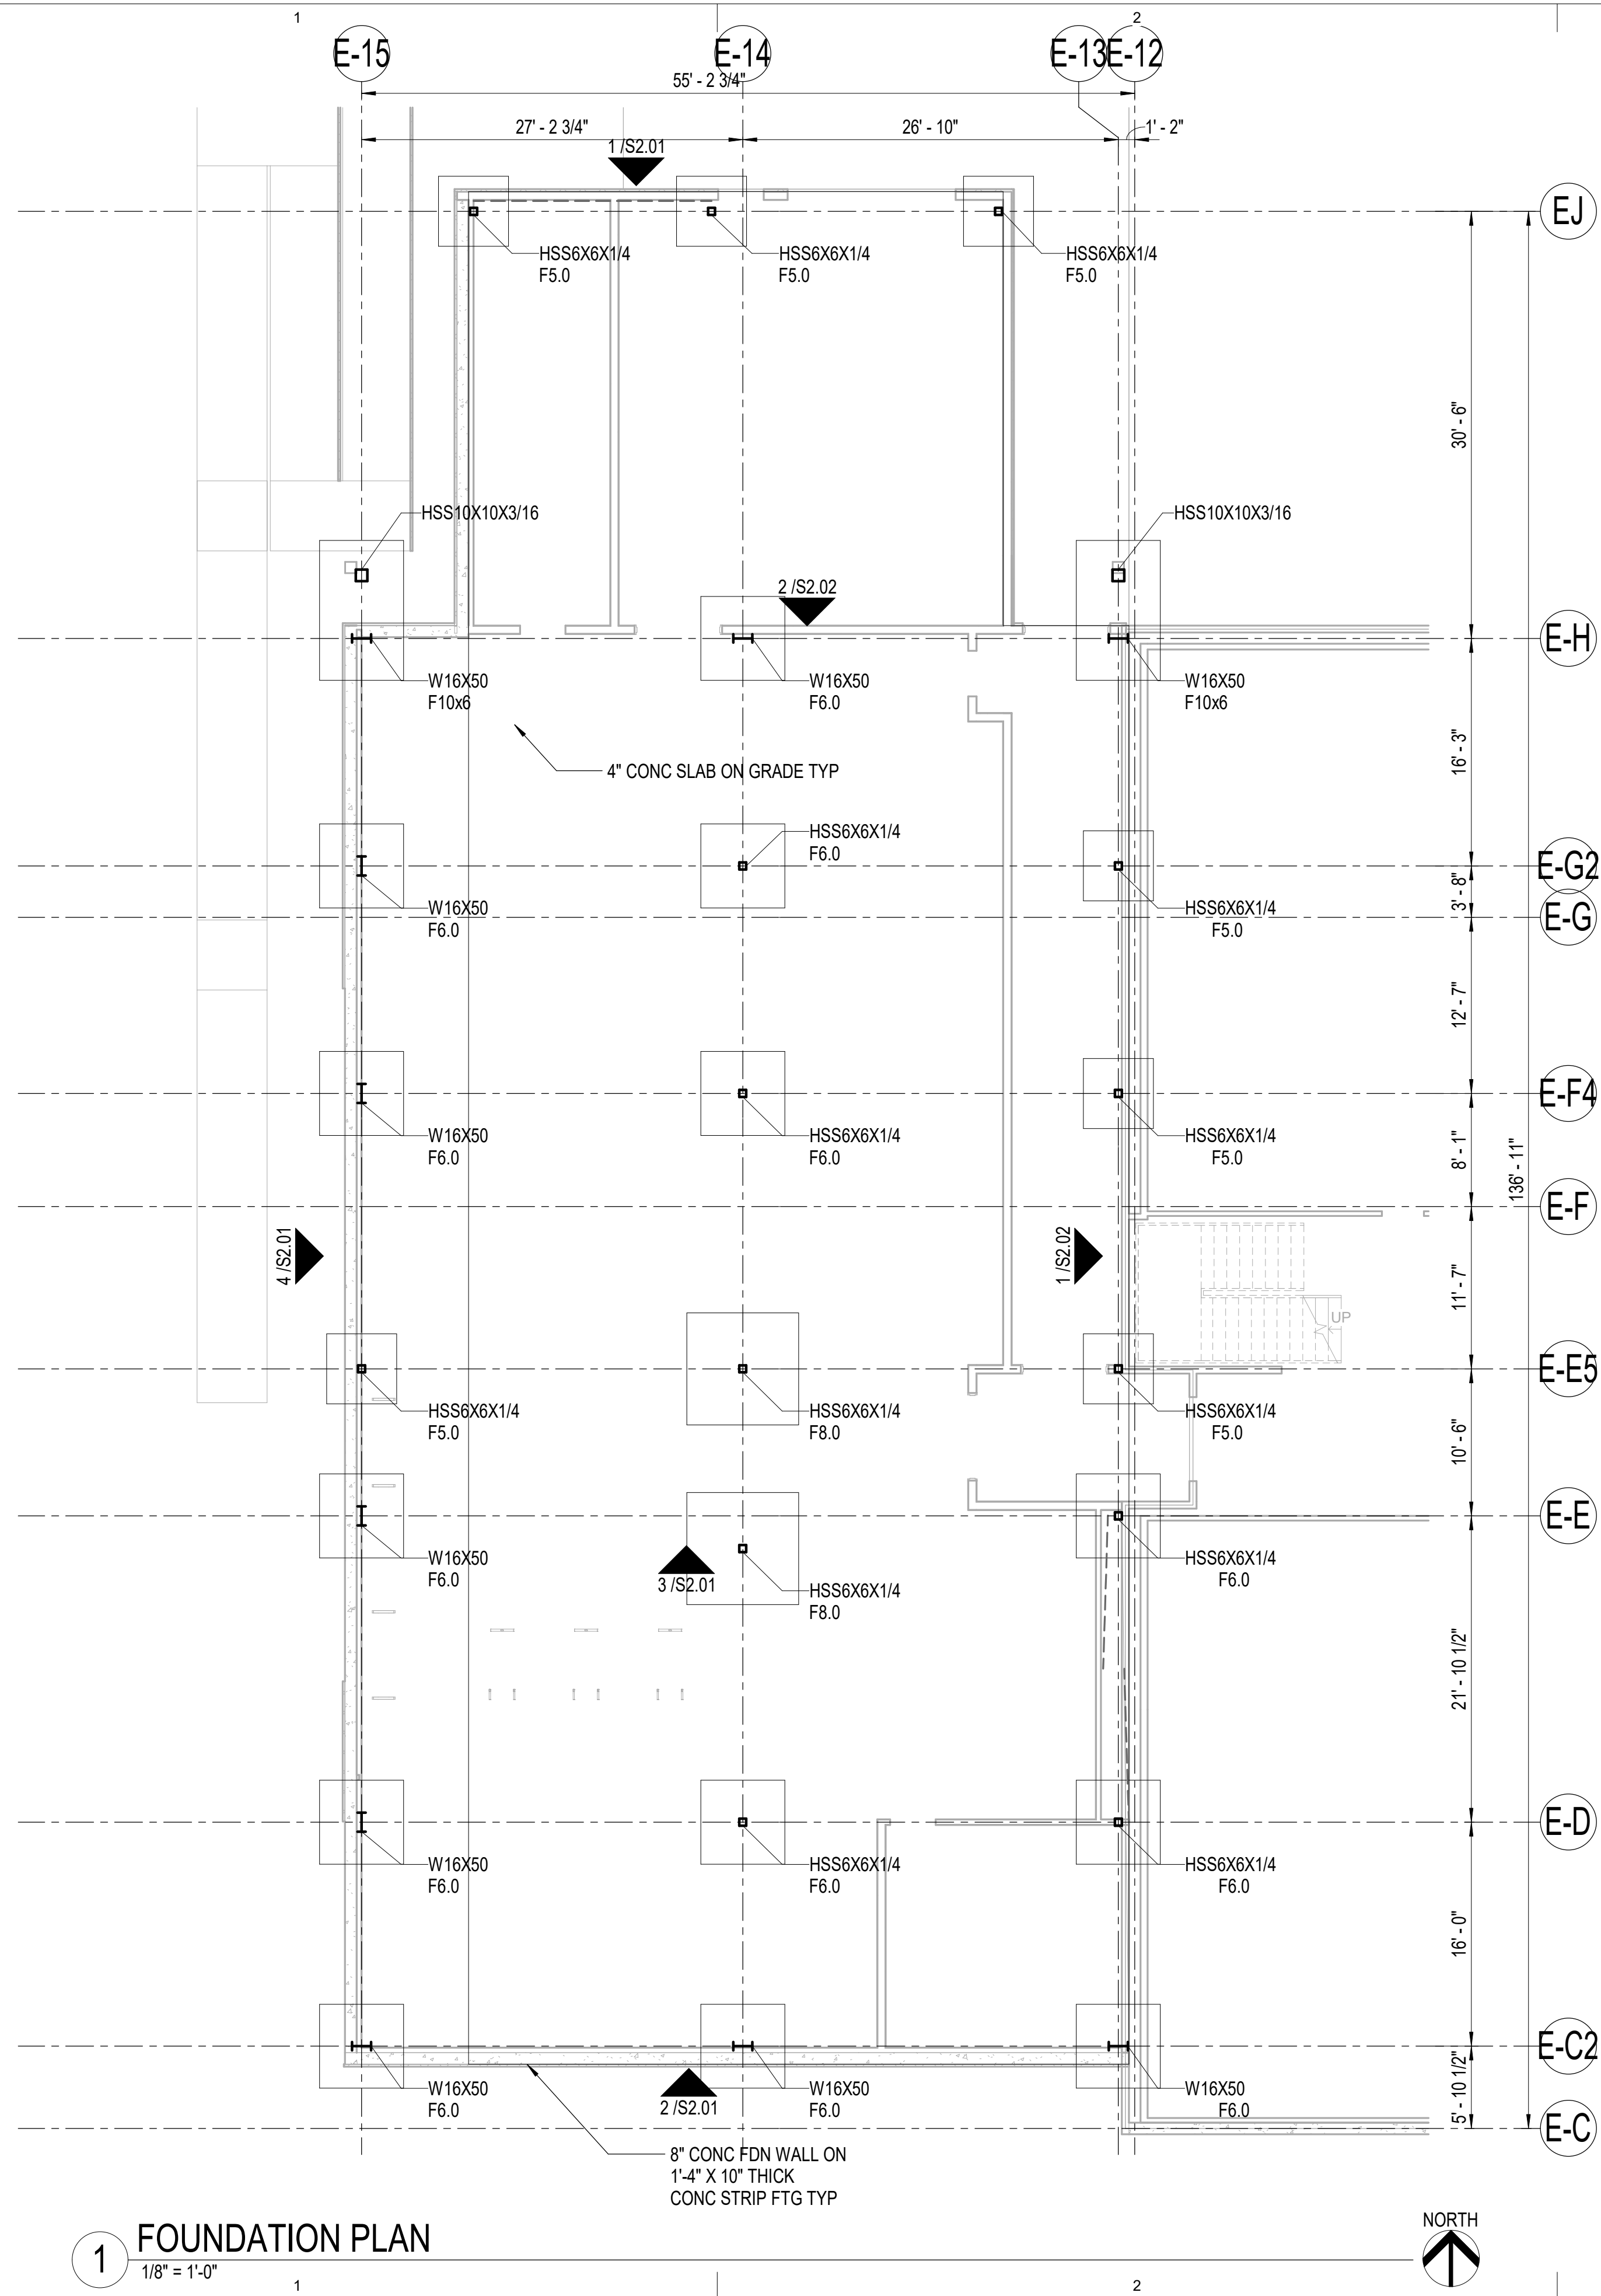 1
2
E-15
E-14
E-13
E-12
55' - 2 3/4"
27' - 2 3/4"
26' - 10"
1' - 2"
1 /S2.01
EJ
HSS6X6X1/4
F5.0
HSS6X6X1/4
F5.0
HSS6X6X1/4
F5.0
30' - 6"
HSS10X10X3/16
HSS10X10X3/16
2 /S2.02
E-H
W16X50
F10x6
W16X50
F6.0
W16X50
F10x6
16' - 3"
4" CONC SLAB ON GRADE TYP
HSS6X6X1/4
F6.0
E-G2
3' - 8"
W16X50
F6.0
HSS6X6X1/4
F5.0
E-G
12' - 7"
E-F4
W16X50
F6.0
HSS6X6X1/4
F6.0
HSS6X6X1/4
F5.0
8' - 1"
136' - 11"
E-F
4 /S2.01
1 /S2.02
11' - 7"
UP
E-E5
HSS6X6X1/4
F5.0
HSS6X6X1/4
F8.0
HSS6X6X1/4
F5.0
10' - 6"
E-E
W16X50
F6.0
3 /S2.01
HSS6X6X1/4
F8.0
HSS6X6X1/4
F6.0
21' - 10 1/2"
E-D
W16X50
F6.0
HSS6X6X1/4
F6.0
HSS6X6X1/4
F6.0
16' - 0"
E-C2
W16X50
F6.0
2 /S2.01
W16X50
F6.0
W16X50
F6.0
5' - 10 1/2"
E-C
8" CONC FDN WALL ON
1'-4" X 10" THICK
CONC STRIP FTG TYP
1
FOUNDATION PLAN
1/8" = 1'-0"
NORTH
1
2